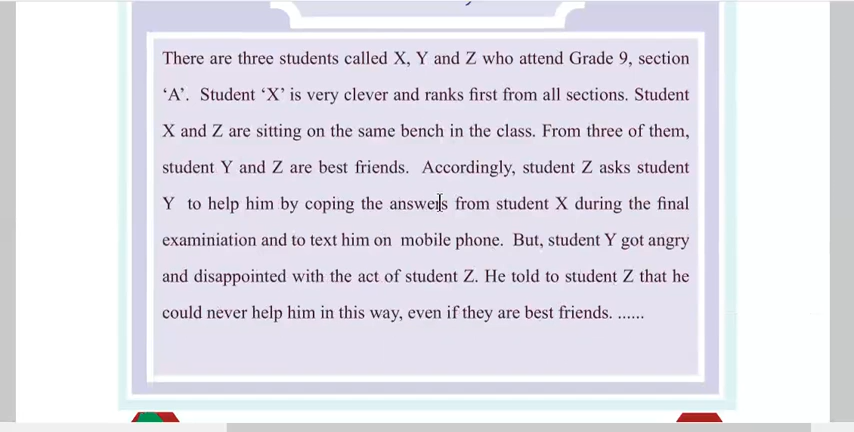 There are three students called X, Y and Z who attend Grade 9, section
‘A’. Student ‘X’ is very clever and ranks first from all sections. Student
X and Z are sitting on the same bench in the class. From three of them,
student Y and Z are best friends. Accordingly, student Z asks student
Y to help him by coping the answers from student X during the final
examiniation and to text him on mobile phone. But, student Y got angry
and disappointed with the act of student Z. He told to student Z that he
could never help him in this way, even if they are best friends. ......